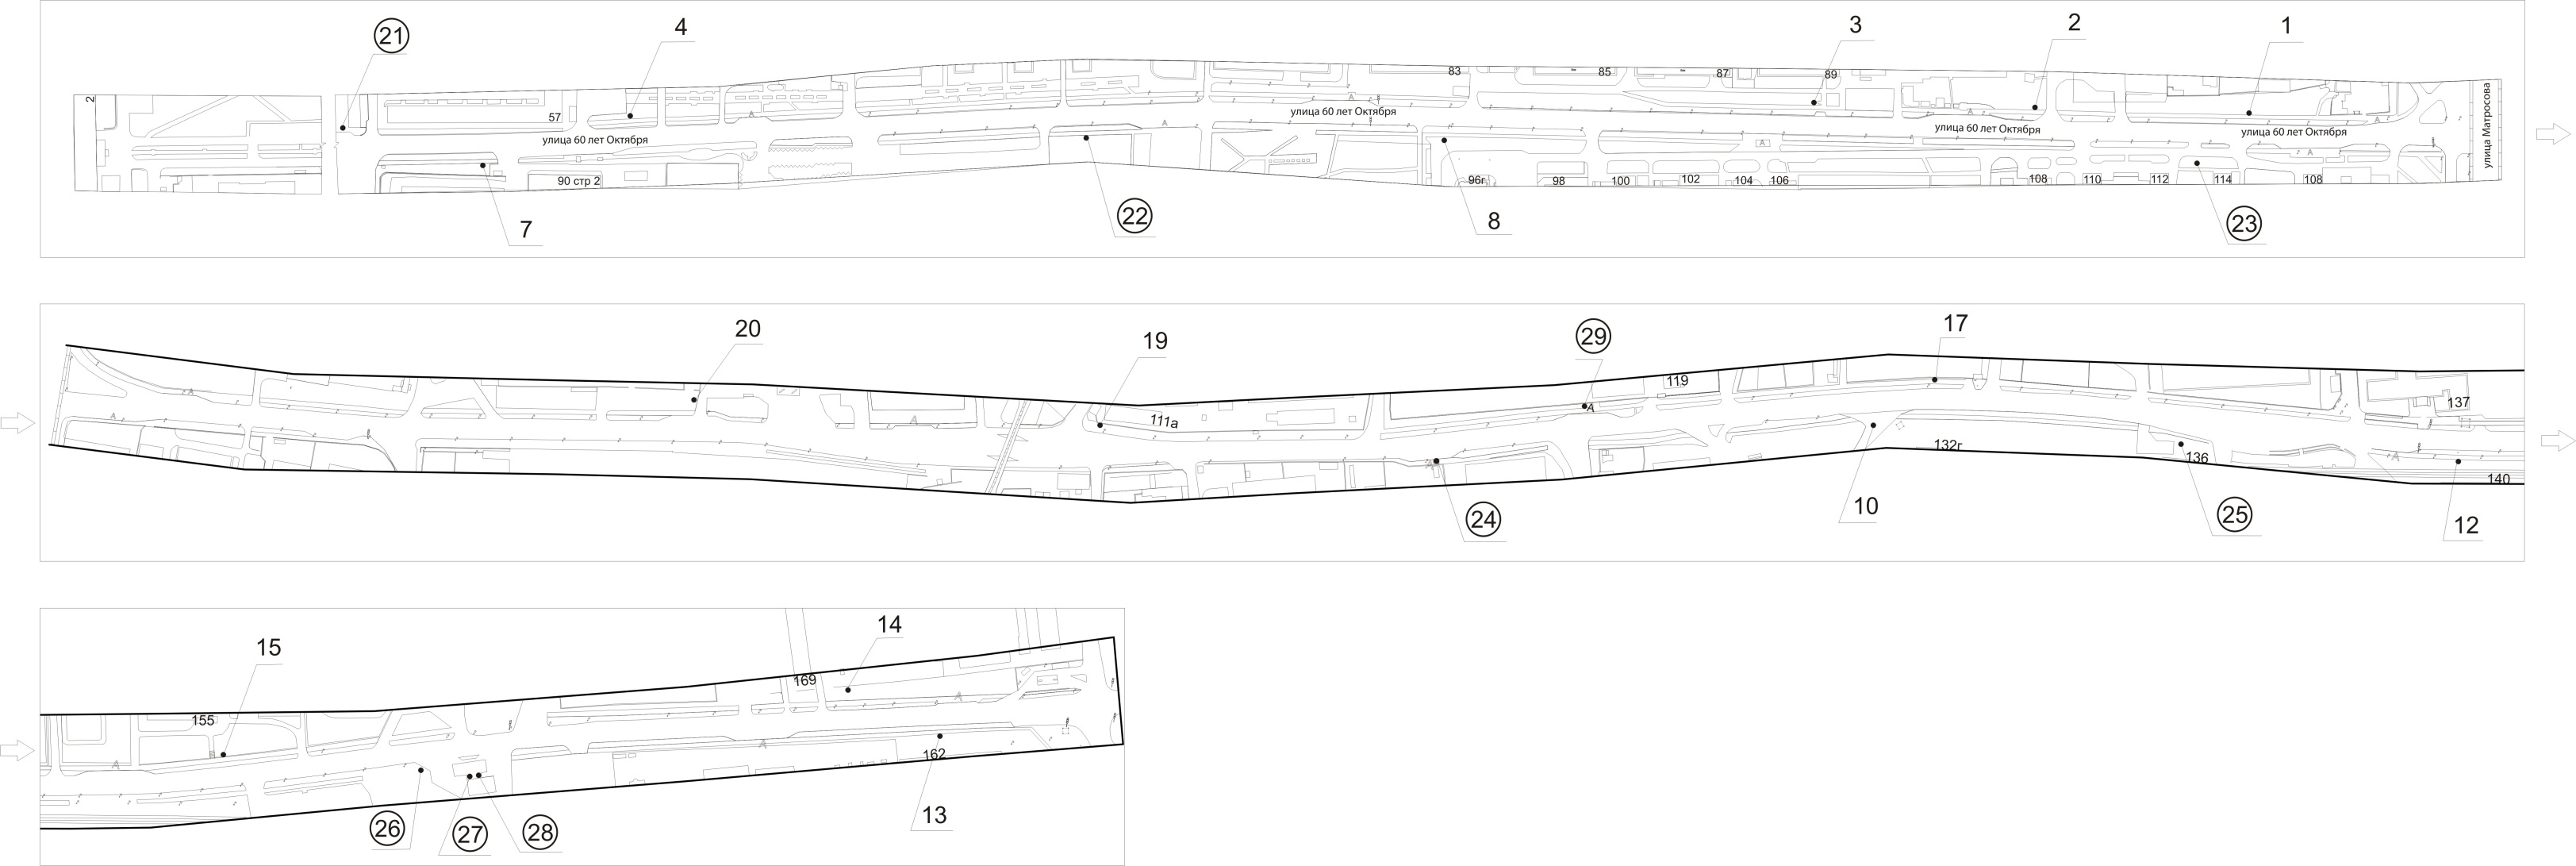 21
4
3
2
1
83
85
87
89
2
57
улица 60 лет Октября
улица 60 лет Октября
улица 60 лет Октября
улица 60 лет Октября
улица Матросова
А
А
А
А
А
А
А
90 стр 2
96г
98
100
102
104
106
108
110
112
114
108
7
22
8
23
20
19
29
17
119
137
А
А
А
А
А
А
А
111а
132г
136
140
24
10
25
12
15
14
155
169
А
А
А
162
26
27
28
13